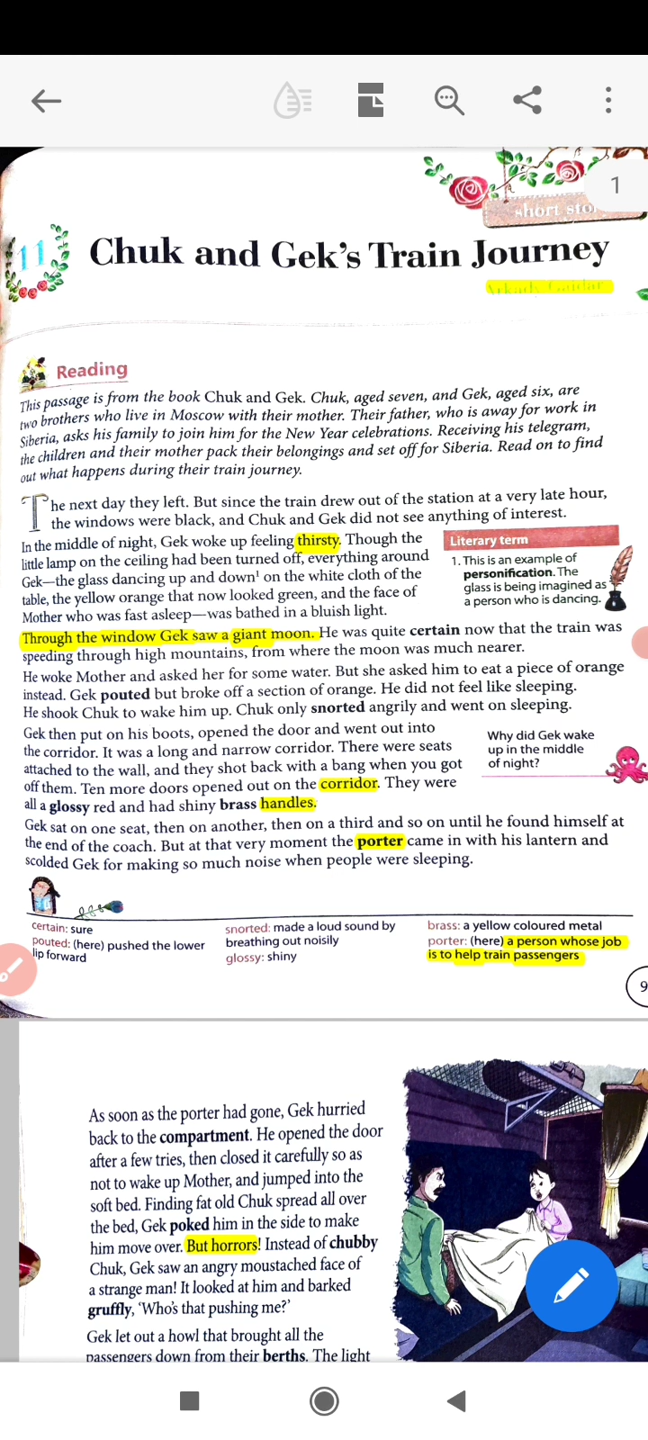 1
short sto
11
Chuk and Gek's Train Journey
Arkady Gaidar
Reading
This passage is from the book Chuk and Gek. Chuk, aged seven, and Gek, aged six, are
two brothers who live in Moscow with their mother. Their father, who is away for work in
Siberia, asks his family to join him for the New Year celebrations. Receiving his telegram,
the children and their mother pack their belongings and set off for Siberia. Read on to find
out what happens during their train journey.
The next day they left. But since the train drew out of the station at a very late hour,
the windows were black, and Chuk and Gek did not see anything of interest.
In the middle of night, Gek woke up feeling thirsty. Though the
little lamp on the ceiling had been turned off, everything around
Gek—the glass dancing up and down¹ on the white cloth of the
table, the yellow orange that now looked green, and the face of
Mother who was fast asleep—was bathed in a bluish light.
Literary term
1. This is an example of
personification. The
glass is being imagined as
a person who is dancing.
Through the window Gek saw a giant moon. He was quite certain now that the train was
speeding through high mountains, from where the moon was much nearer.
He woke Mother and asked her for some water. But she asked him to eat a piece of orange
instead. Gek pouted but broke off a section of orange. He did not feel like sleeping.
He shook Chuk to wake him up. Chuk only snorted angrily and went on sleeping.
Gek then put on his boots, opened the door and went out into
the corridor. It was a long and narrow corridor. There were seats
attached to the wall, and they shot back with a bang when you got
off them. Ten more doors opened out on the corridor. They were
all a glossy red and had shiny brass handles.
Why did Gek wake
up in the middle
of night?
Gek sat on one seat, then on another, then on a third and so on until he found himself at
the end of the coach. But at that very moment the porter came in with his lantern and
scolded Gek for making so much noise when people were sleeping.
certain: sure
pouted: (here) pushed the lower
lip forward
snorted: made a loud sound by
breathing out noisily
glossy: shiny
brass: a yellow coloured metal
porter: (here) a person whose job
is to help train passengers
9
As soon as the porter had gone, Gek hurried
back to the compartment. He opened the door
after a few tries, then closed it carefully so as
not to wake up Mother, and jumped into the
soft bed. Finding fat old Chuk spread all over
the bed, Gek poked him in the side to make
him move over. But horrors! Instead of chubby
Chuk, Gek saw an angry moustached face of
a strange man! It looked at him and barked
gruffly, 'Who's that pushing me?'
Gek let out a howl that brought all the
passengers down from their berths. The light